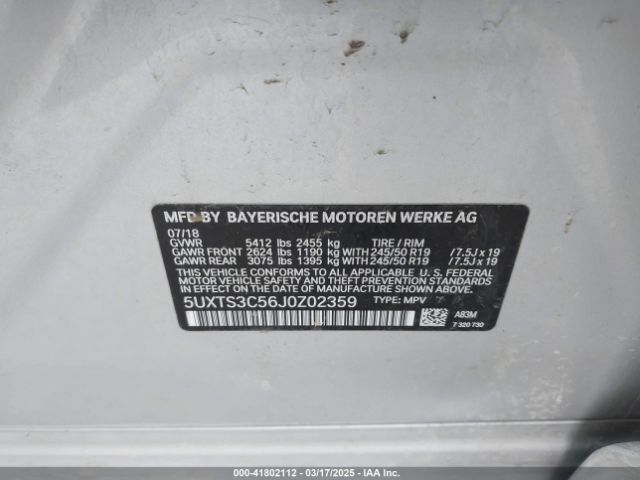 MFD BY BAYERISCHE MOTOREN WERKE AG
07/18
GVWR 5412 lbs 2455 kg TIRE / RIM
GAWR FRONT 2624 lbs 1190 kg WITH 245/50 R19 /7.5J x 19
GAWR REAR 3075 lbs 1395 kg WITH 245/50 R19 /7.5J x 19
THIS VEHICLE CONFORMS TO ALL APPLICABLE U. S. FEDERAL
MOTOR VEHICLE SAFETY, BUMPER, AND THEFT PREVENTION
STANDARDS IN EFFECT ON THE DATE OF MANUFACTURE SHOWN ABOVE.
5UXTS3C56J0Z02359 TYPE: MPV
A83M
7 320 730
000-41802112 - 03/17/2025 - IAA Inc.